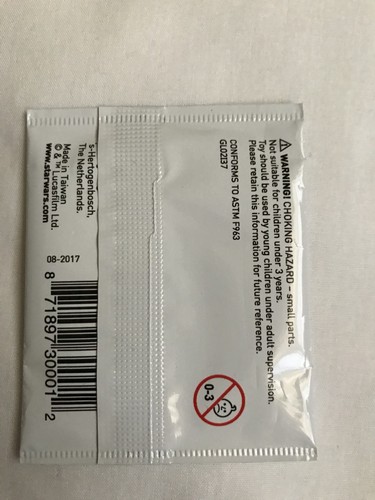 ⚠ WARNING! CHOKING HAZARD – small parts.
Not suitable for children under 3 years.
Toy should be used by young children under adult supervision.
Please retain this information for future reference.
CONFORMS TO ASTM F963
GL02I37
0-3
s-Hertogenbosch,
The Netherlands.
Made in Taiwan
© & ™ Lucasfilm Ltd.
www.starwars.com
08-2017
8 71897 30001 2